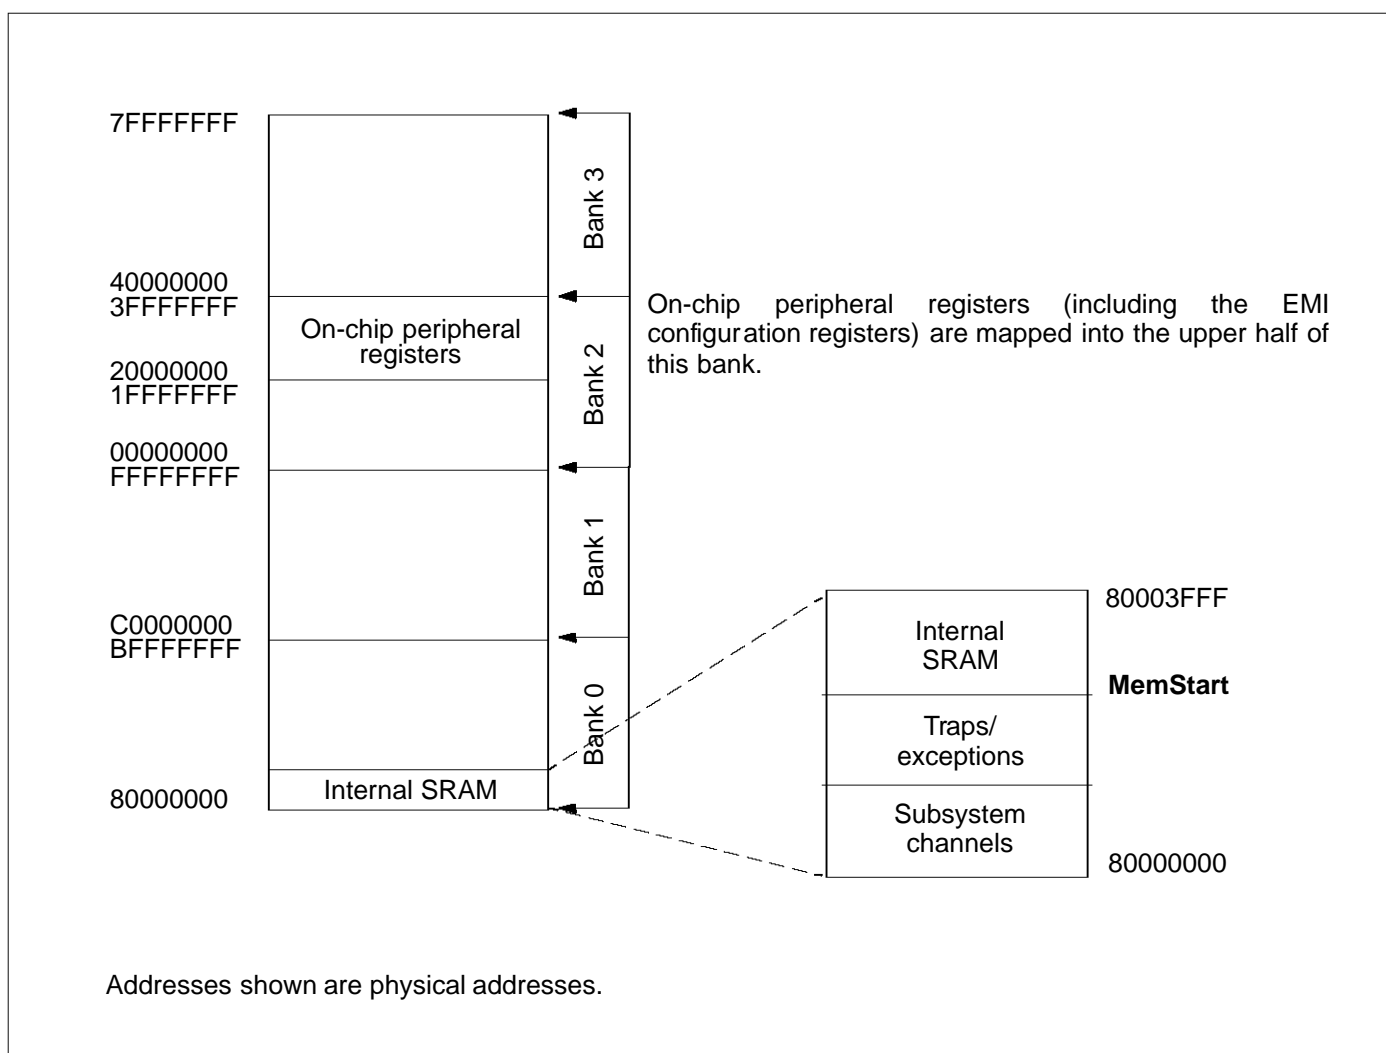 7FFFFFFF
Bank 3
40000000
3FFFFFFF
On-chip peripheral
registers
On-chip peripheral registers (including the EMI
configuration registers) are mapped into the upper half of
this bank.
Bank 2
20000000
1FFFFFFF
00000000
FFFFFFFF
Bank 1
C0000000
BFFFFFFF
Bank 0
Internal SRAM
80000000
80003FFF
Internal
SRAM
MemStart
Traps/
exceptions
Subsystem
channels
80000000
Addresses shown are physical addresses.